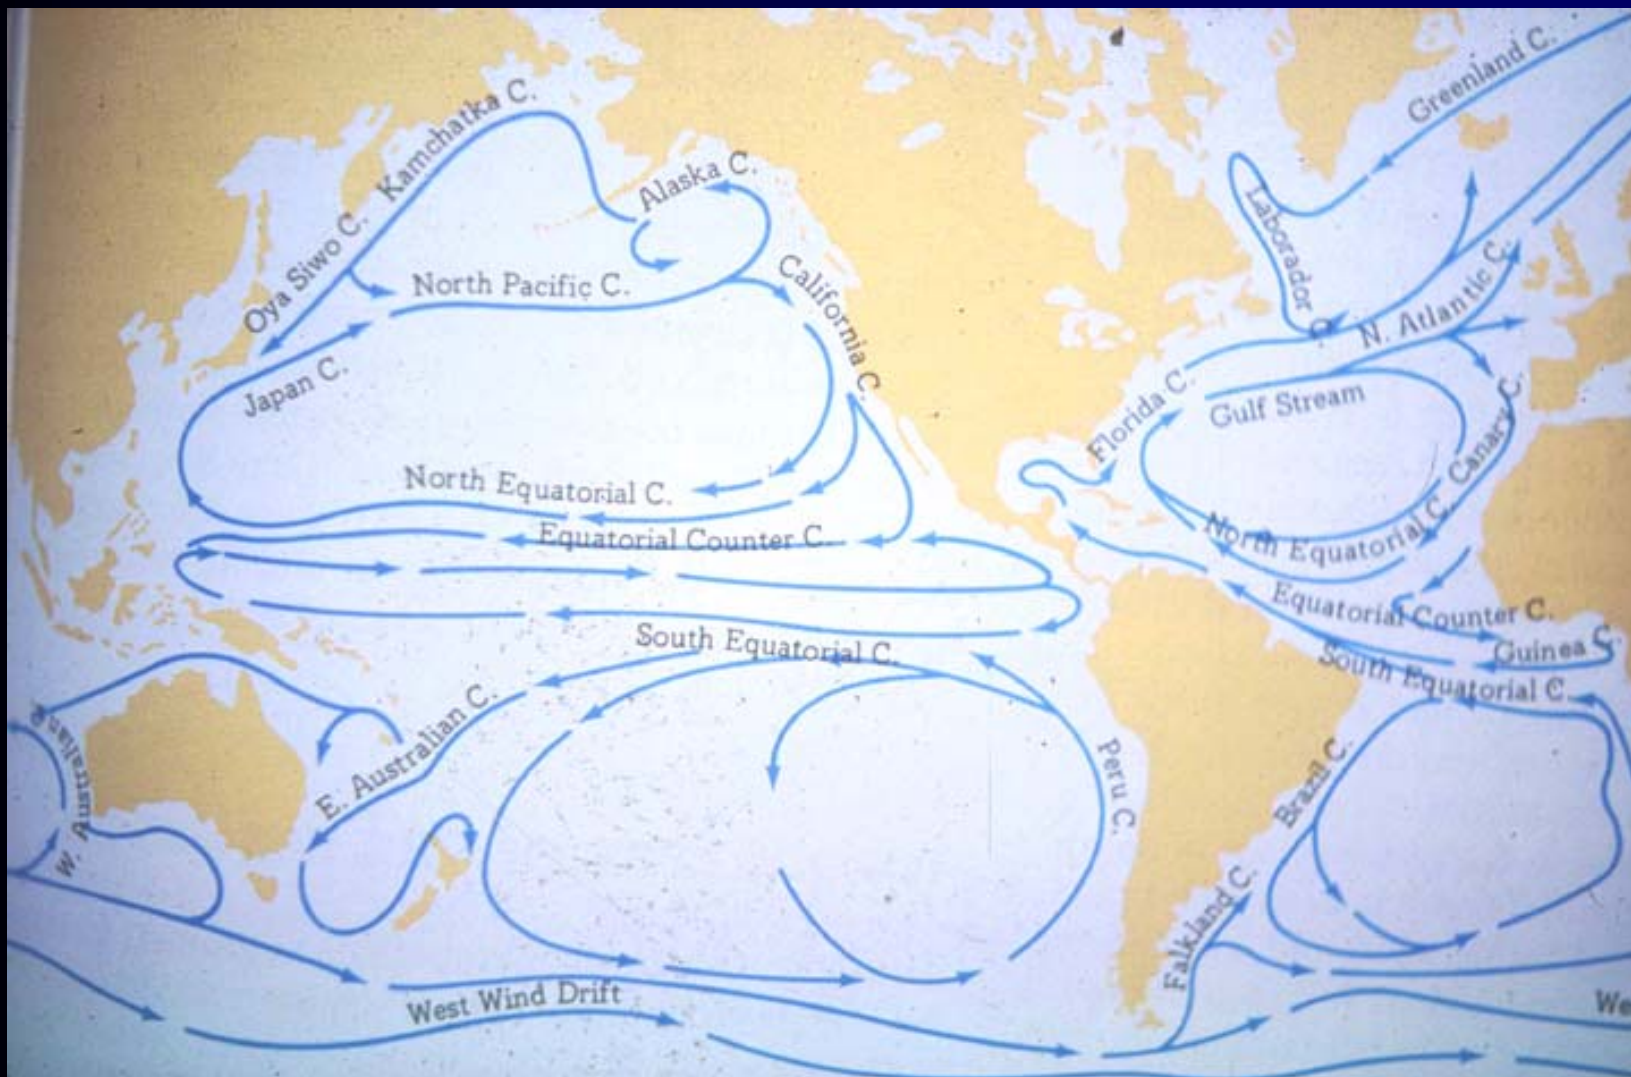 Greenland C.
Kamchatka C.
Alaska C.
Laborador C.
Oya Siwo C.
North Pacific C.
California C.
N. Atlantic C.
Japan C.
Florida C.
Gulf Stream
Canary C.
North Equatorial C.
North Equatorial C.
Equatorial Counter C.
Equatorial Counter C.
South Equatorial C.
Guinea C.
South Equatorial C.
W. Australian C.
E. Australian C.
Peru C.
Brazil C.
Falkland C.
West Wind Drift
We